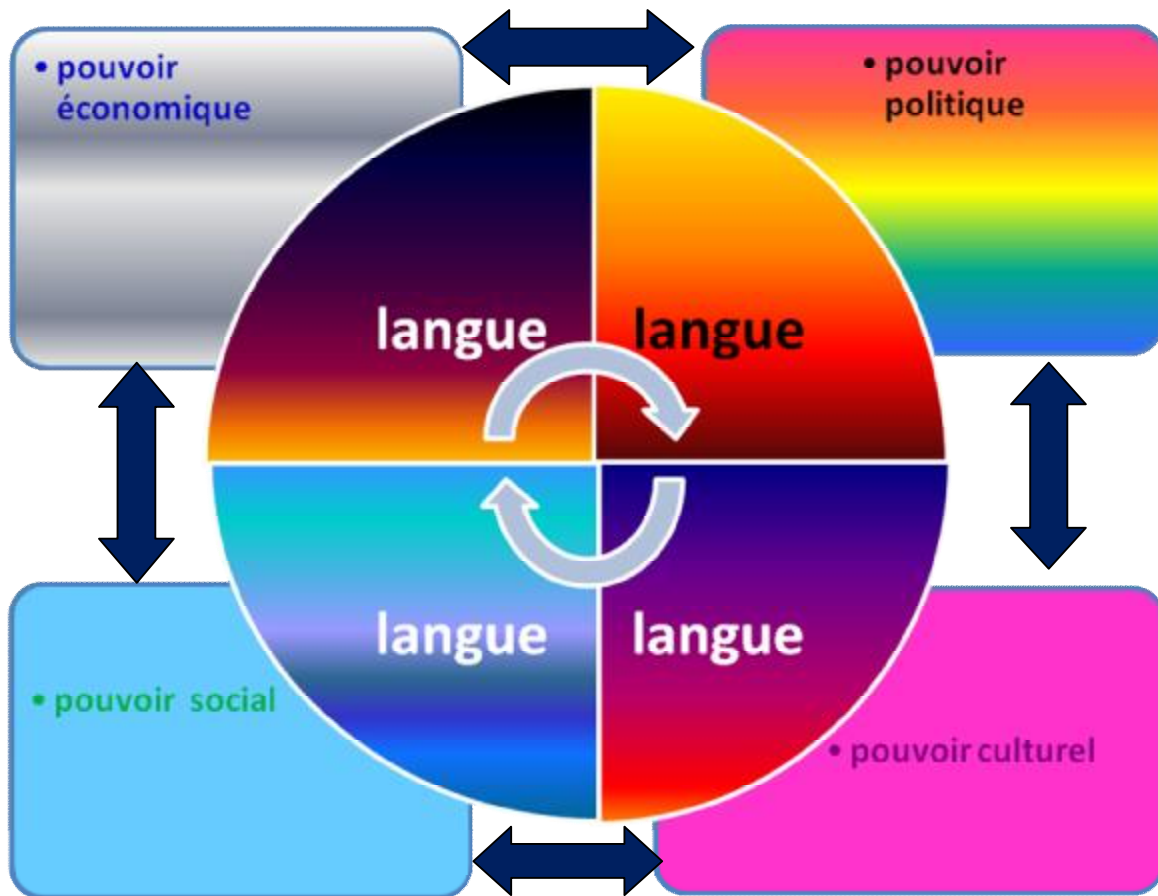 • pouvoir
économique
• pouvoir
politique
langue
langue
langue
langue
• pouvoir social
• pouvoir culturel